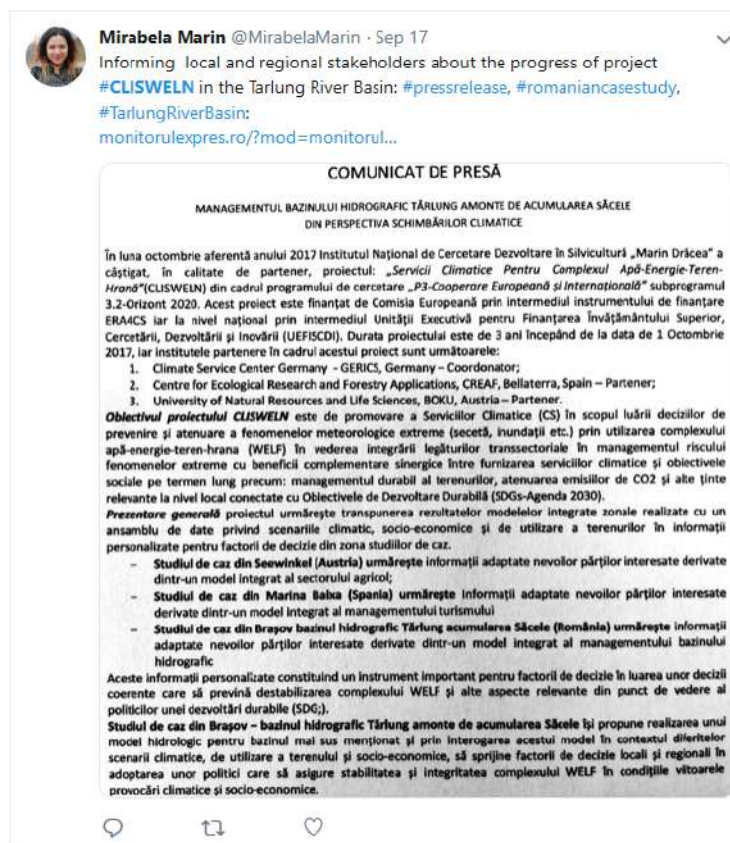 Mirabela Marin @MirabelaMarin · Sep 17
Informing local and regional stakeholders about the progress of project
#CLISWELN in the Tarlung River Basin: #pressrelease, #romaniancasestudy,
#TarlungRiverBasin:
monitorulexpres.ro/?mod=monitorul...
COMUNICAT DE PRESĂ
MANAGEMENTUL BAZINULUI HIDROGRAFIC TĂRLUNG AMONTE DE ACUMULAREA SĂCELE
DIN PERSPECTIVA SCHIMBĂRILOR CLIMATICE
În luna octombrie aferentă anului 2017 Institutul Național de Cercetare Dezvoltare în Silvicultură „Marin Drăcea" a
câștigat, în calitate de partener, proiectul: „Servicii Climatice Pentru Complexul Apă-Energie-Teren-
Hrană"(CLISWELN) din cadrul programului de cercetare „P3-Cooperare Europeană și Internațională" subprogramul
3.2-Orizont 2020. Acest proiect este finanțat de Comisia Europeană prin intermediul instrumentului de finanțare
ERA4CS iar la nivel național prin intermediul Unității Executivă pentru Finanțarea Învățământului Superior,
Cercetării, Dezvoltării și Inovării (UEFISCDI). Durata proiectului este de 3 ani începând de la data de 1 Octombrie
2017, iar institutele partenere în cadrul acestui proiect sunt următoarele:
1. Climate Service Center Germany - GERICS, Germany – Coordonator;
2. Centre for Ecological Research and Forestry Applications, CREAF, Bellaterra, Spain – Partener;
3. University of Natural Resources and Life Sciences, BOKU, Austria – Partener.
Obiectivul proiectului CLISWELN este de promovare a Serviciilor Climatice (CS) în scopul luării deciziilor de
prevenire și atenuare a fenomenelor meteorologice extreme (secetă, inundații etc.) prin utilizarea complexului
apă-energie-teren-hrana (WELF) în vederea integrării legăturilor transsectoriale în managementul riscului
fenomenelor extreme cu beneficii complementare sinergice între furnizarea serviciilor climatice și obiectivele
sociale pe termen lung precum: managementul durabil al terenurilor, atenuarea emisiilor de CO2 și alte ținte
relevante la nivel local conectate cu Obiectivele de Dezvoltare Durabilă (SDGs-Agenda 2030).
Prezentare generală proiectul urmărește transpunerea rezultatelor modelelor integrate zonale realizate cu un
ansamblu de date privind scenariile climatic, socio-economice și de utilizare a terenurilor în informații
personalizate pentru factorii de decizie din zona studiilor de caz.
- Studiul de caz din Seewinkel (Austria) urmărește informații adaptate nevoilor părților interesate derivate
dintr-un model integrat al sectorului agricol;
- Studiul de caz din Marina Baixa (Spania) urmărește informații adaptate nevoilor părților interesate
derivate dintr-un model integrat al managementului turismului
- Studiul de caz din Brașov bazinul hidrografic Tărlung acumularea Săcele (România) urmărește informații
adaptate nevoilor părților interesate derivate dintr-un model integrat al managementului bazinului
hidrografic
Aceste informații personalizate constituind un instrument important pentru factorii de decizie în luarea unor decizii
coerente care să prevină destabilizarea complexului WELF și alte aspecte relevante din punct de vedere al
politicilor unei dezvoltări durabile (SDG;).
Studiul de caz din Brașov – bazinul hidrografic Tărlung amonte de acumularea Săcele își propune realizarea unui
model hidrologic pentru bazinul mai sus menționat și prin interogarea acestui model în contextul diferitelor
scenarii climatice, de utilizare a terenului și socio-economice, să sprijine factorii de decizie locali și regionali în
adoptarea unor politici care să asigure stabilitatea și integritatea complexului WELF în condițiile viitoarele
provocări climatice și socio-economice.